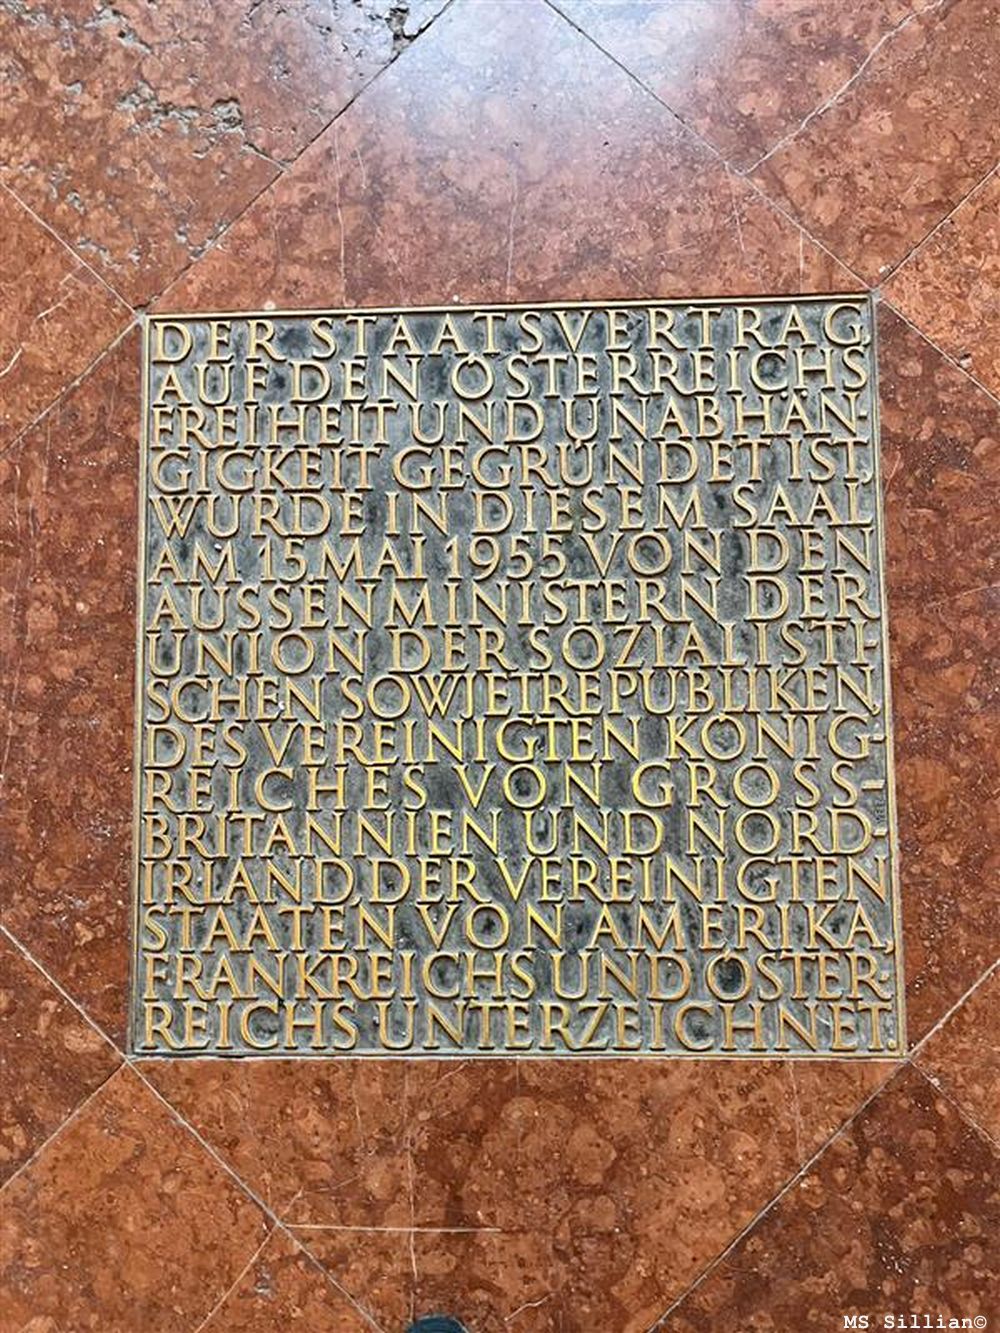 DER STAATSVERTRAG
AUF DEN ÖSTERREICHS
FREIHEIT UND UNABHÄN-
GIGKEIT GEGRÜNDET IST,
WURDE IN DIESEM SAAL
AM 15 MAI 1955 VON DEN
AUSSENMINISTERN DER
UNION DER SOZIALISTI-
SCHEN SOWJETREPUBLIKEN,
DES VEREINIGTEN KÖNIG-
REICHES VON GROSS-
BRITANNIEN UND NORD-
IRLAND, DER VEREINIGTEN
STAATEN VON AMERIKA,
FRANKREICHS UND ÖSTER-
REICHS UNTERZEICHNET.
MS Sillian©